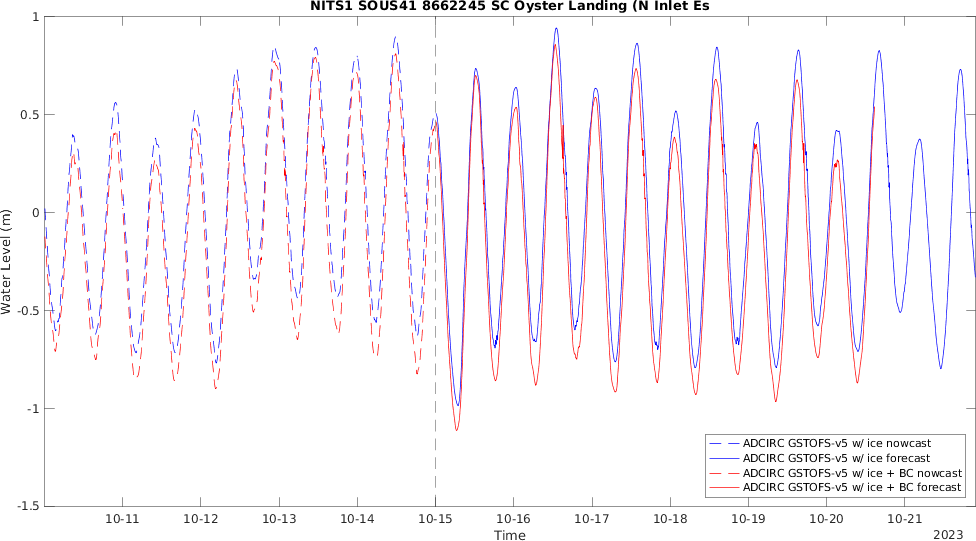 NITS1 SOUS41 8662245 SC Oyster Landing (N Inlet Es
1
0.5
0
-0.5
-1
-1.5
Water Level (m)
10-11
10-12
10-13
10-14
10-15
10-16
10-17
10-18
10-19
10-20
10-21
Time
2023
ADCIRC GSTOFS-v5 w/ ice nowcast
ADCIRC GSTOFS-v5 w/ ice forecast
ADCIRC GSTOFS-v5 w/ ice + BC nowcast
ADCIRC GSTOFS-v5 w/ ice + BC forecast